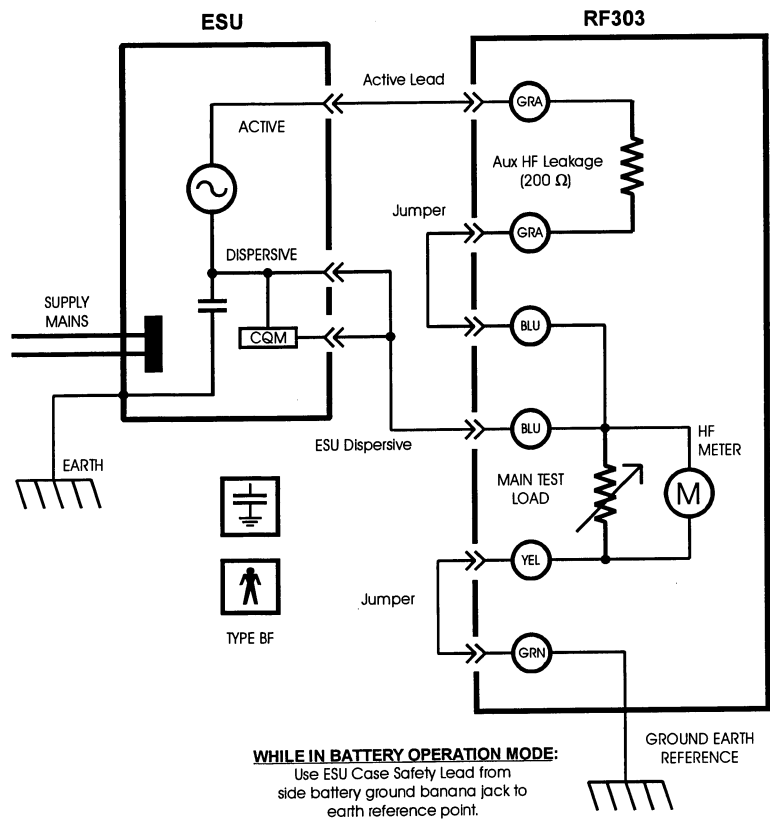 ESU
RF303
Active Lead
GRA
ACTIVE
Aux HF Leakage
(200 Ω)
Jumper
GRA
DISPERSIVE
SUPPLY
MAINS
CQM
BLU
BLU
HF
METER
ESU Dispersive
EARTH
MAIN TEST
LOAD
M
YEL
Jumper
TYPE BF
GRN
GROUND EARTH
REFERENCE
WHILE IN BATTERY OPERATION MODE:
Use ESU Case Safety Lead from
side battery ground banana jack to
earth reference point.